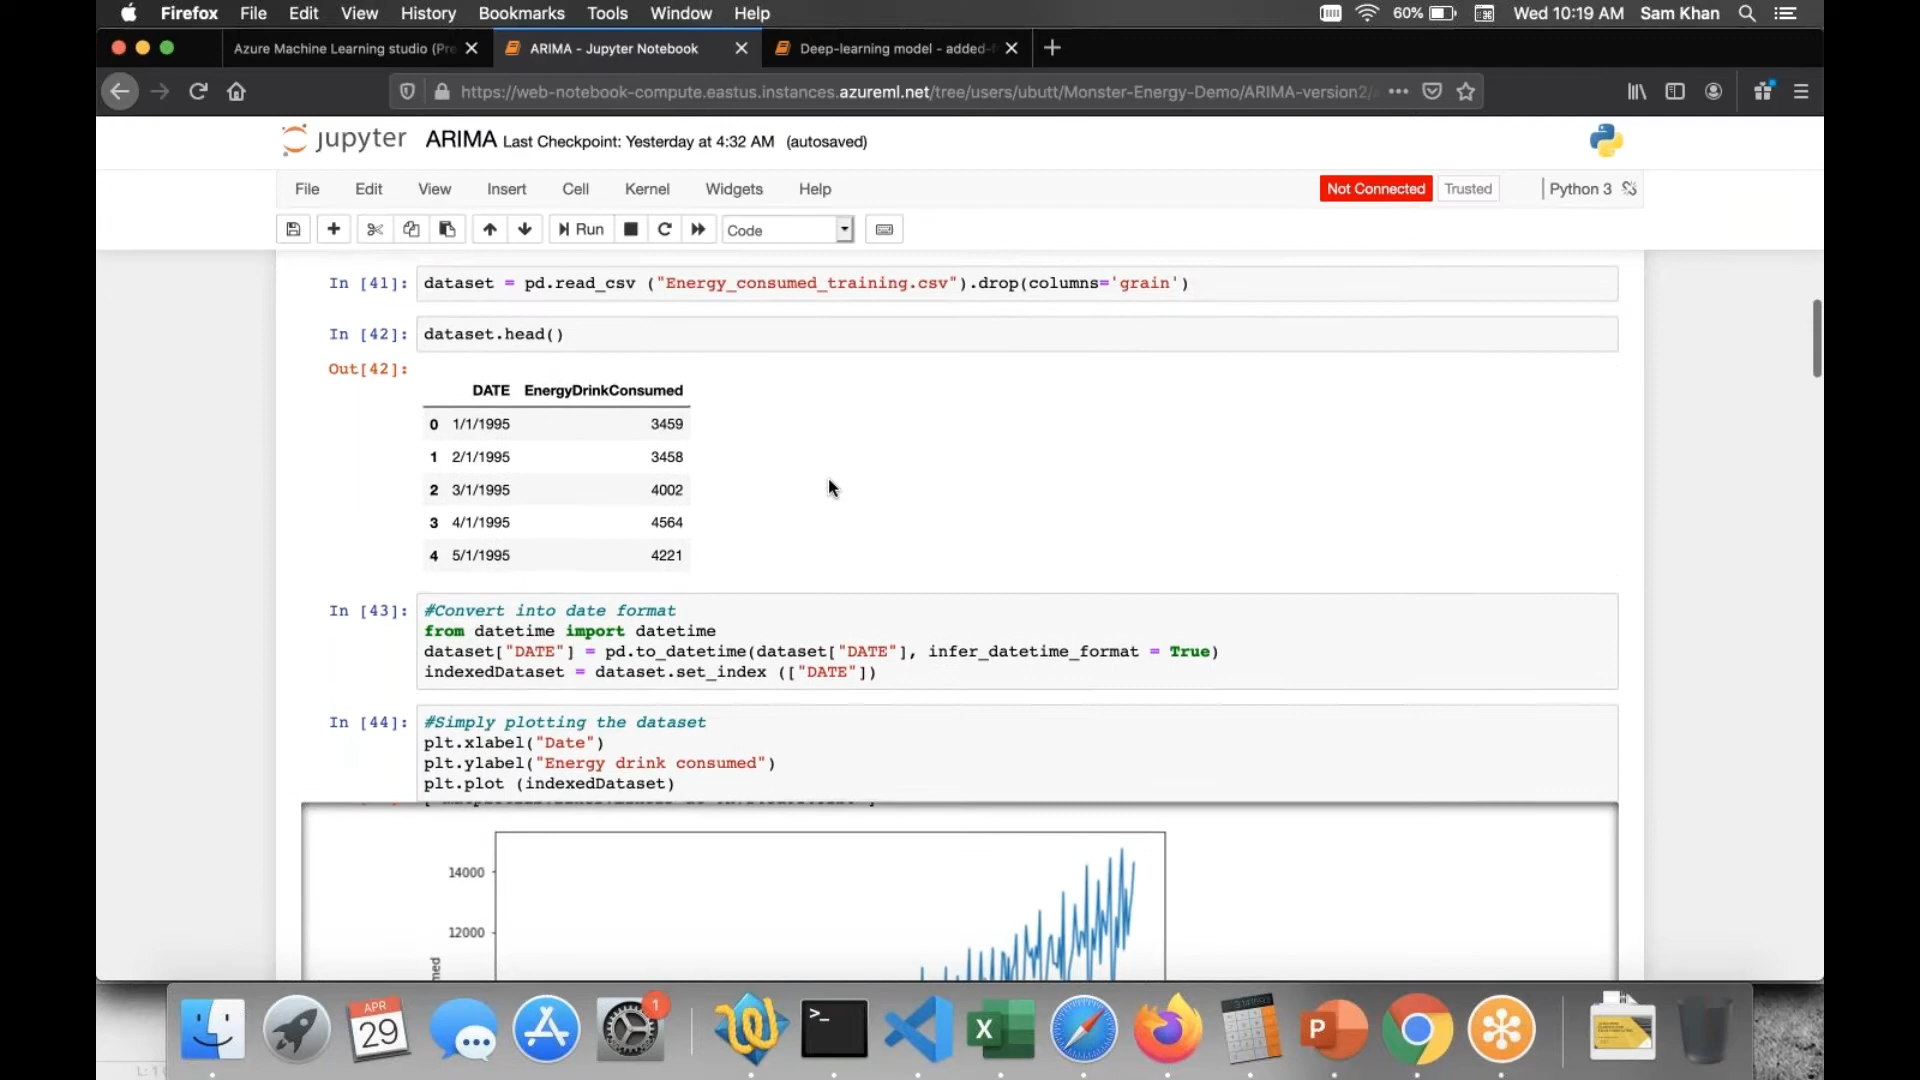 Firefox File Edit View History Bookmarks Tools Window Help 60% Wed 10:19 AM Sam Khan
Azure Machine Learning studio (Pre ARIMA - Jupyter Notebook Deep-learning model - added-
https://web-notebook-compute.eastus.instances.azureml.net/tree/users/ubutt/Monster-Energy-Demo/ARIMA-version2/
jupyter ARIMA Last Checkpoint: Yesterday at 4:32 AM (autosaved)
File Edit View Insert Cell Kernel Widgets Help Not Connected Trusted Python 3
Run Code
In [41]: dataset = pd.read_csv ("Energy_consumed_training.csv").drop(columns='grain')
In [42]: dataset.head()
Out[42]:
DATE EnergyDrinkConsumed
0 1/1/1995 3459
1 2/1/1995 3458
2 3/1/1995 4002
3 4/1/1995 4564
4 5/1/1995 4221
In [43]: #Convert into date format
from datetime import datetime
dataset["DATE"] = pd.to_datetime(dataset["DATE"], infer_datetime_format = True)
indexedDataset = dataset.set_index (["DATE"])
In [44]: #Simply plotting the dataset
plt.xlabel("Date")
plt.ylabel("Energy drink consumed")
plt.plot (indexedDataset)
14000
12000
APR
29
1